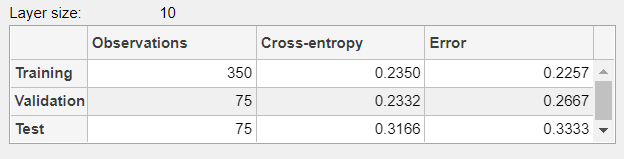 Layer size: 10
Observations Cross-entropy Error
Training 350 0.2350 0.2257
Validation 75 0.2332 0.2667
Test 75 0.3166 0.3333